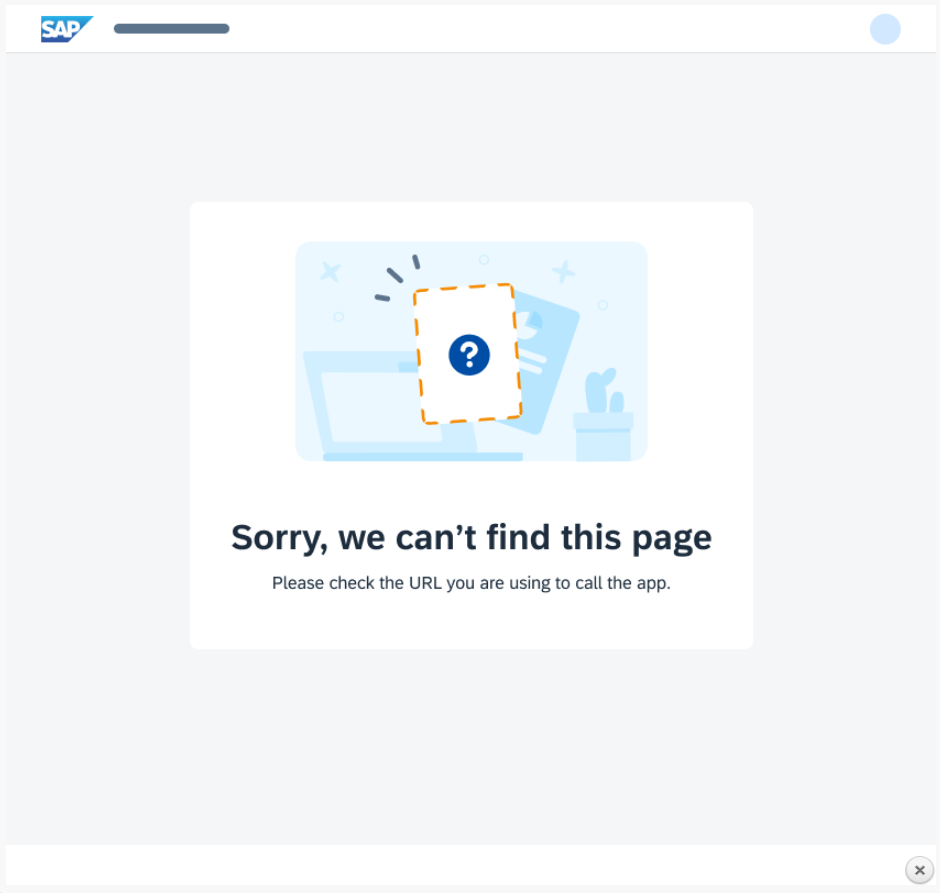 SAP
?
Sorry, we can’t find this page
Please check the URL you are using to call the app.